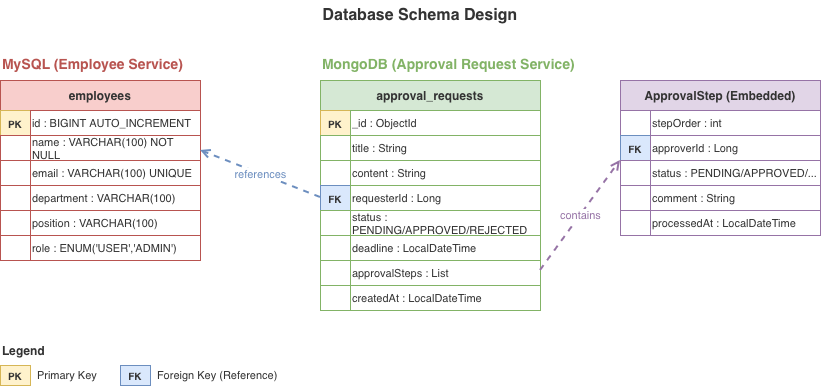 Database Schema Design
MySQL (Employee Service)
employees
PK id : BIGINT AUTO_INCREMENT
name : VARCHAR(100) NOT
NULL
email : VARCHAR(100) UNIQUE
department : VARCHAR(100)
position : VARCHAR(100)
role : ENUM('USER','ADMIN')
references
MongoDB (Approval Request Service)
approval_requests
PK _id : ObjectId
title : String
content : String
FK requesterId : Long
status :
PENDING/APPROVED/REJECTED
deadline : LocalDateTime
approvalSteps : List
createdAt : LocalDateTime
contains
ApprovalStep (Embedded)
stepOrder : int
FK approverId : Long
status : PENDING/APPROVED/...
comment : String
processedAt : LocalDateTime
Legend
PK Primary Key
FK Foreign Key (Reference)